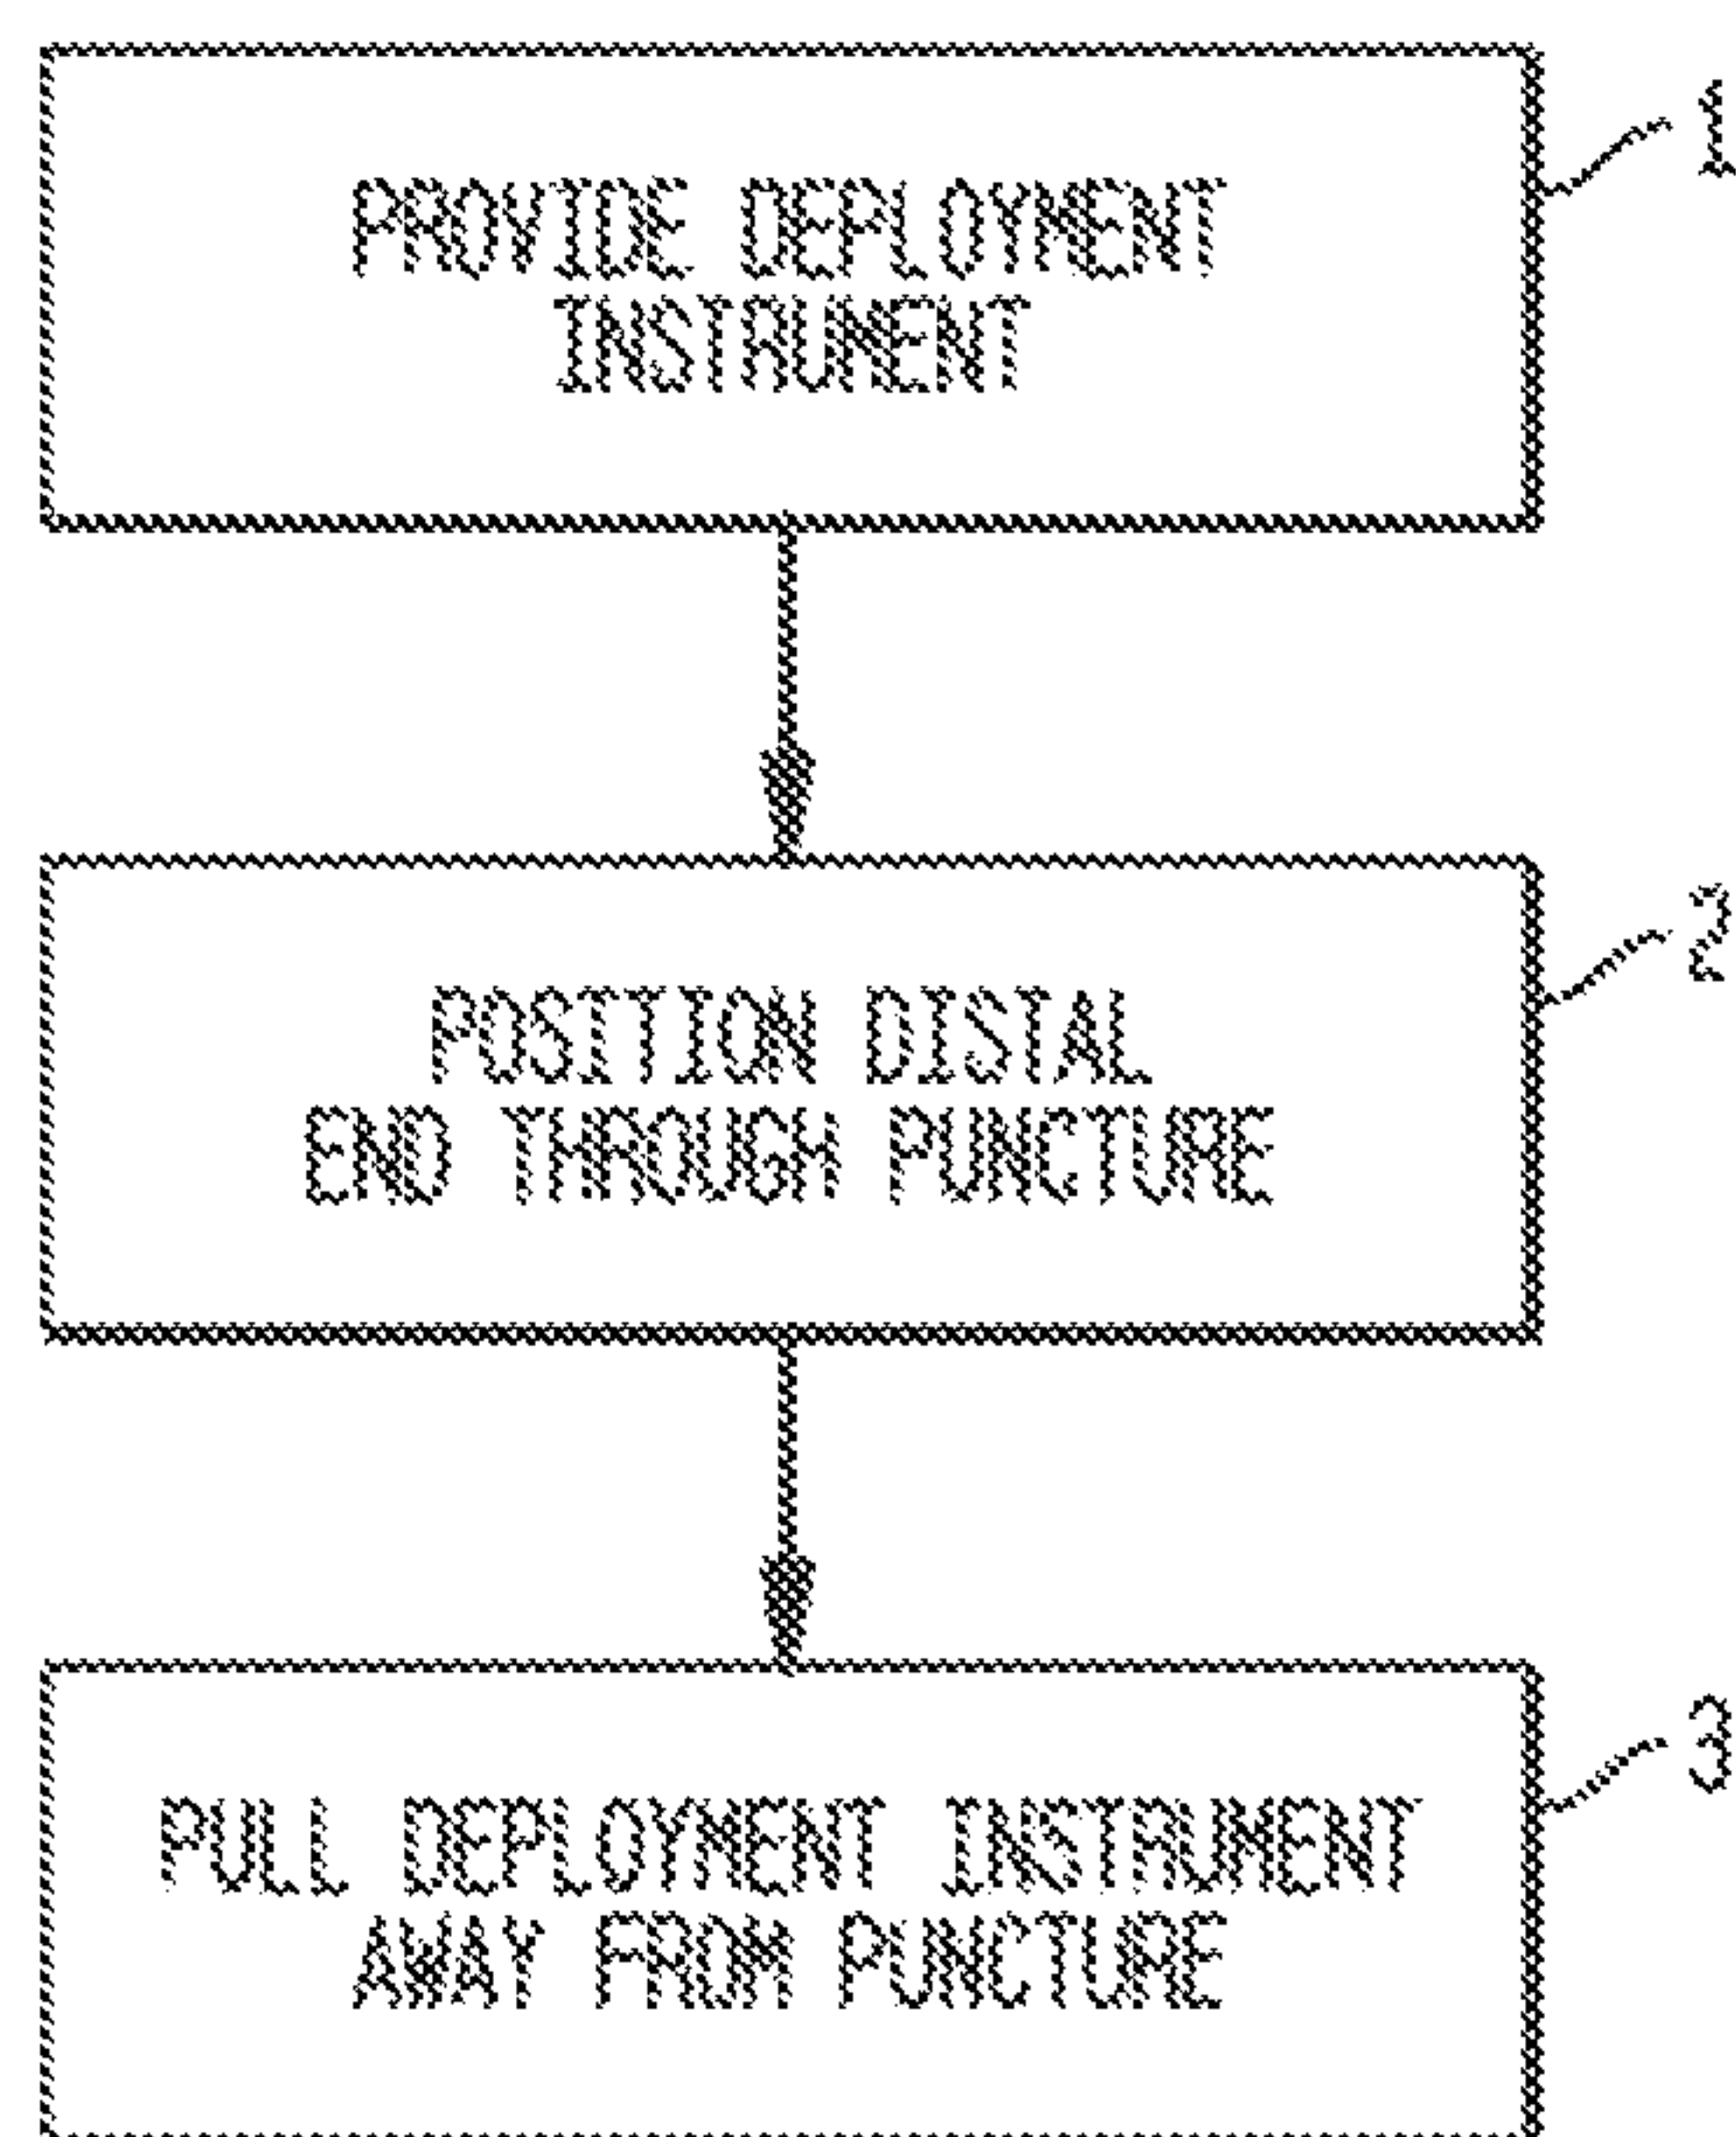 PROVIDE DEPLOYMENT
INSTRUMENT
1
POSITION DISTAL
END THROUGH PUNCTURE
2
PULL DEPLOYMENT INSTRUMENT
AWAY FROM PUNCTURE
3